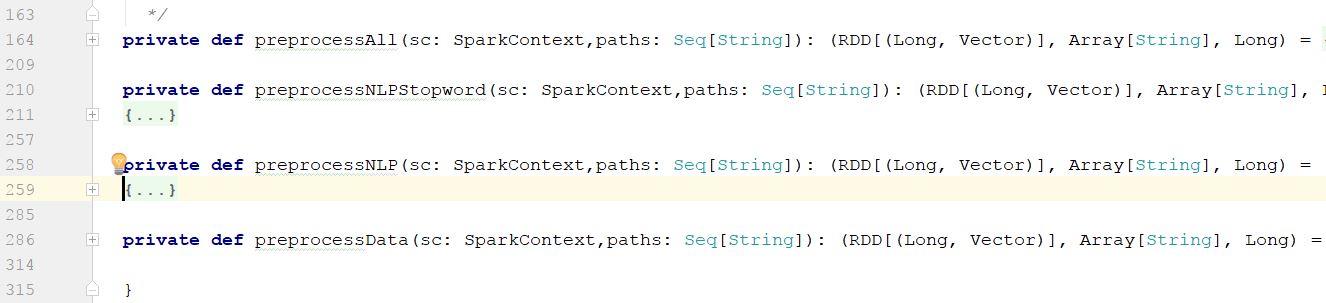 163 */
164 private def preprocessAll(sc: SparkContext,paths: Seq[String]): (RDD[(Long, Vector)], Array[String], Long) =
209
210 private def preprocessNLPStopword(sc: SparkContext,paths: Seq[String]): (RDD[(Long, Vector)], Array[String],
211 {...}
257
258 private def preprocessNLP(sc: SparkContext,paths: Seq[String]): (RDD[(Long, Vector)], Array[String], Long) =
259 {...}
285
286 private def preprocessData(sc: SparkContext,paths: Seq[String]): (RDD[(Long, Vector)], Array[String], Long) =
314
315 }